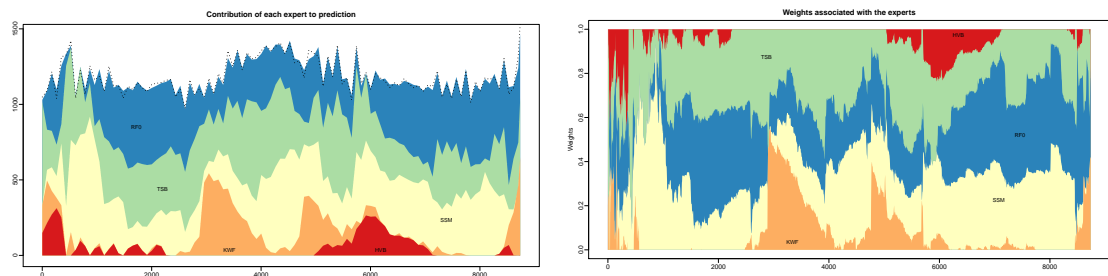 Contribution of each expert to prediction
1500
1000
500
0
RF0
TSB
SSM
KWF
HVB
0
2000
4000
6000
8000
Weights associated with the experts
Weights
1.0
0.8
0.6
0.4
0.2
0.0
HVB
TSB
RF0
SSM
KWF
0
2000
4000
6000
8000